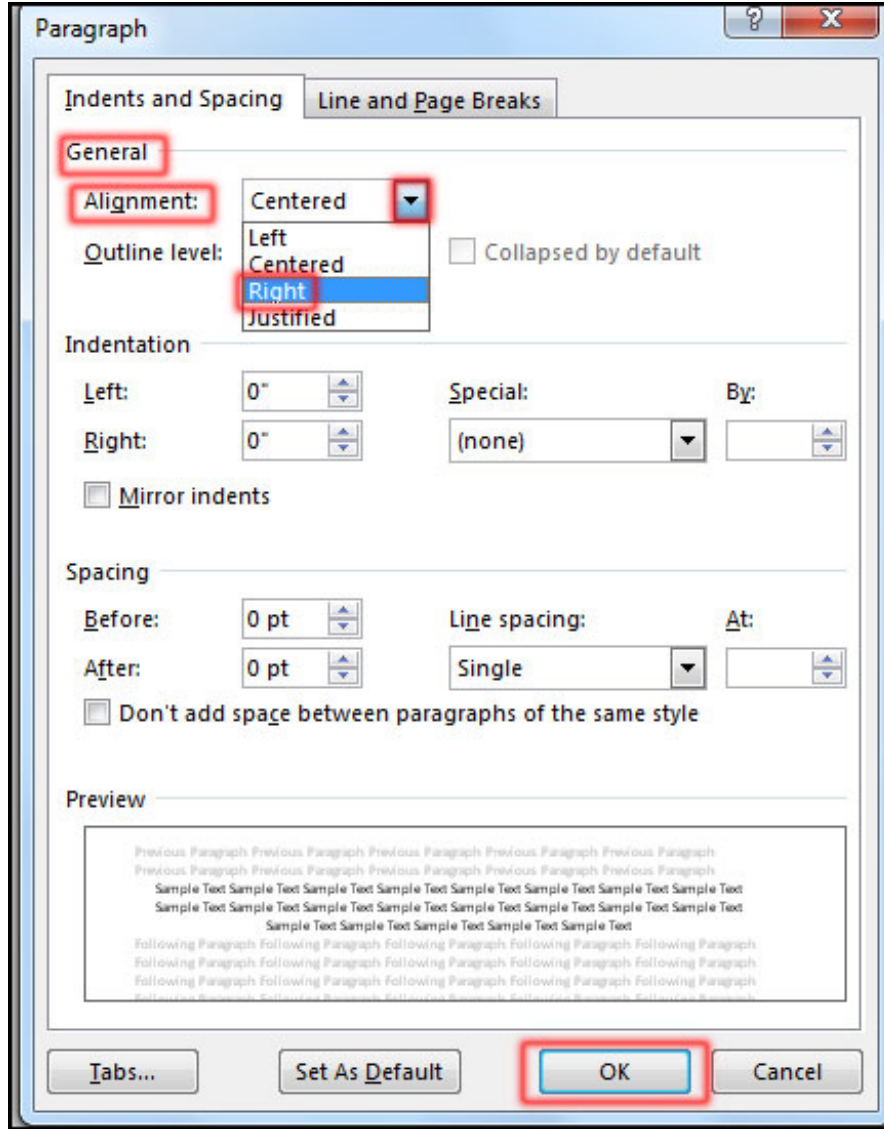 Paragraph
Indents and Spacing Line and Page Breaks
General
Alignment: Centered
Left
Outline level: Centered Collapsed by default
Right
Justified
Indentation
Left: 0" Special: By:
Right: 0" (none)
Mirror indents
Spacing
Before: 0 pt Line spacing: At:
After: 0 pt Single
Don't add space between paragraphs of the same style
Preview
Previous Paragraph Previous Paragraph Previous Paragraph Previous Paragraph Previous Paragraph
Previous Paragraph Previous Paragraph Previous Paragraph Previous Paragraph Previous Paragraph
Sample Text Sample Text Sample Text Sample Text Sample Text Sample Text Sample Text Sample Text
Sample Text Sample Text Sample Text Sample Text Sample Text Sample Text Sample Text Sample Text
Sample Text Sample Text Sample Text Sample Text Sample Text
Following Paragraph Following Paragraph Following Paragraph Following Paragraph Following Paragraph
Following Paragraph Following Paragraph Following Paragraph Following Paragraph Following Paragraph
Following Paragraph Following Paragraph Following Paragraph Following Paragraph Following Paragraph
Tabs... Set As Default OK Cancel